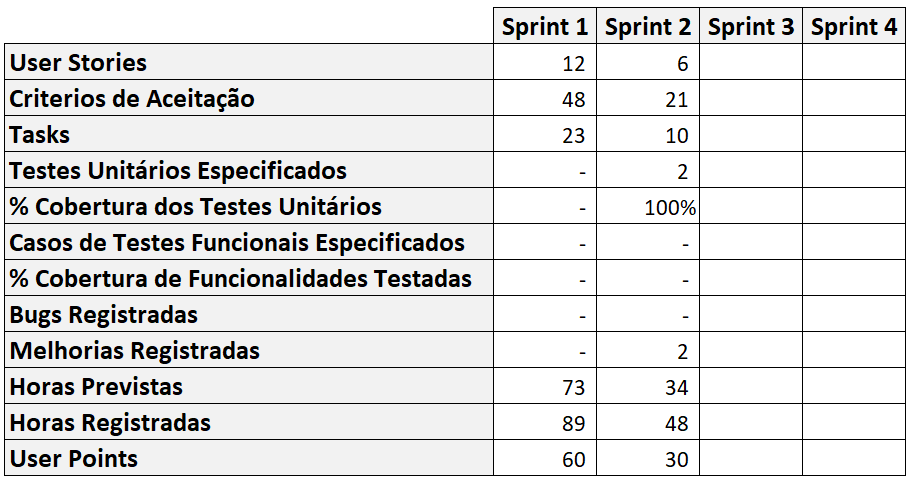 Sprint 1 Sprint 2 Sprint 3 Sprint 4
User Stories 12 6
Criterios de Aceitação 48 21
Tasks 23 10
Testes Unitários Especificados - 2
% Cobertura dos Testes Unitários - 100%
Casos de Testes Funcionais Especificados - -
% Cobertura de Funcionalidades Testadas - -
Bugs Registradas - -
Melhorias Registradas - 2
Horas Previstas 73 34
Horas Registradas 89 48
User Points 60 30